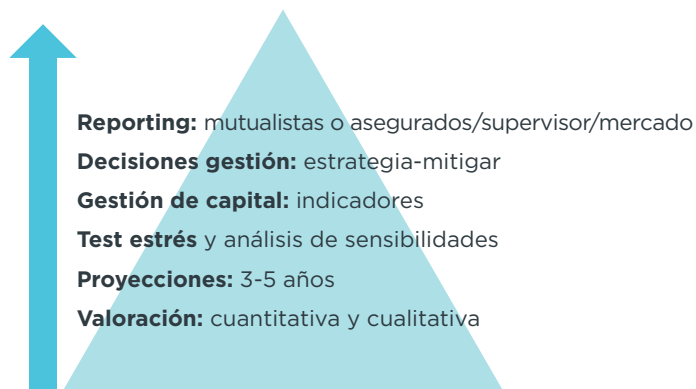 Reporting: mutualistas o asegurados/supervisor/mercado
Decisiones gestión: estrategia-mitigar
Gestión de capital: indicadores
Test estrés y análisis de sensibilidades
Proyecciones: 3-5 años
Valoración: cuantitativa y cualitativa